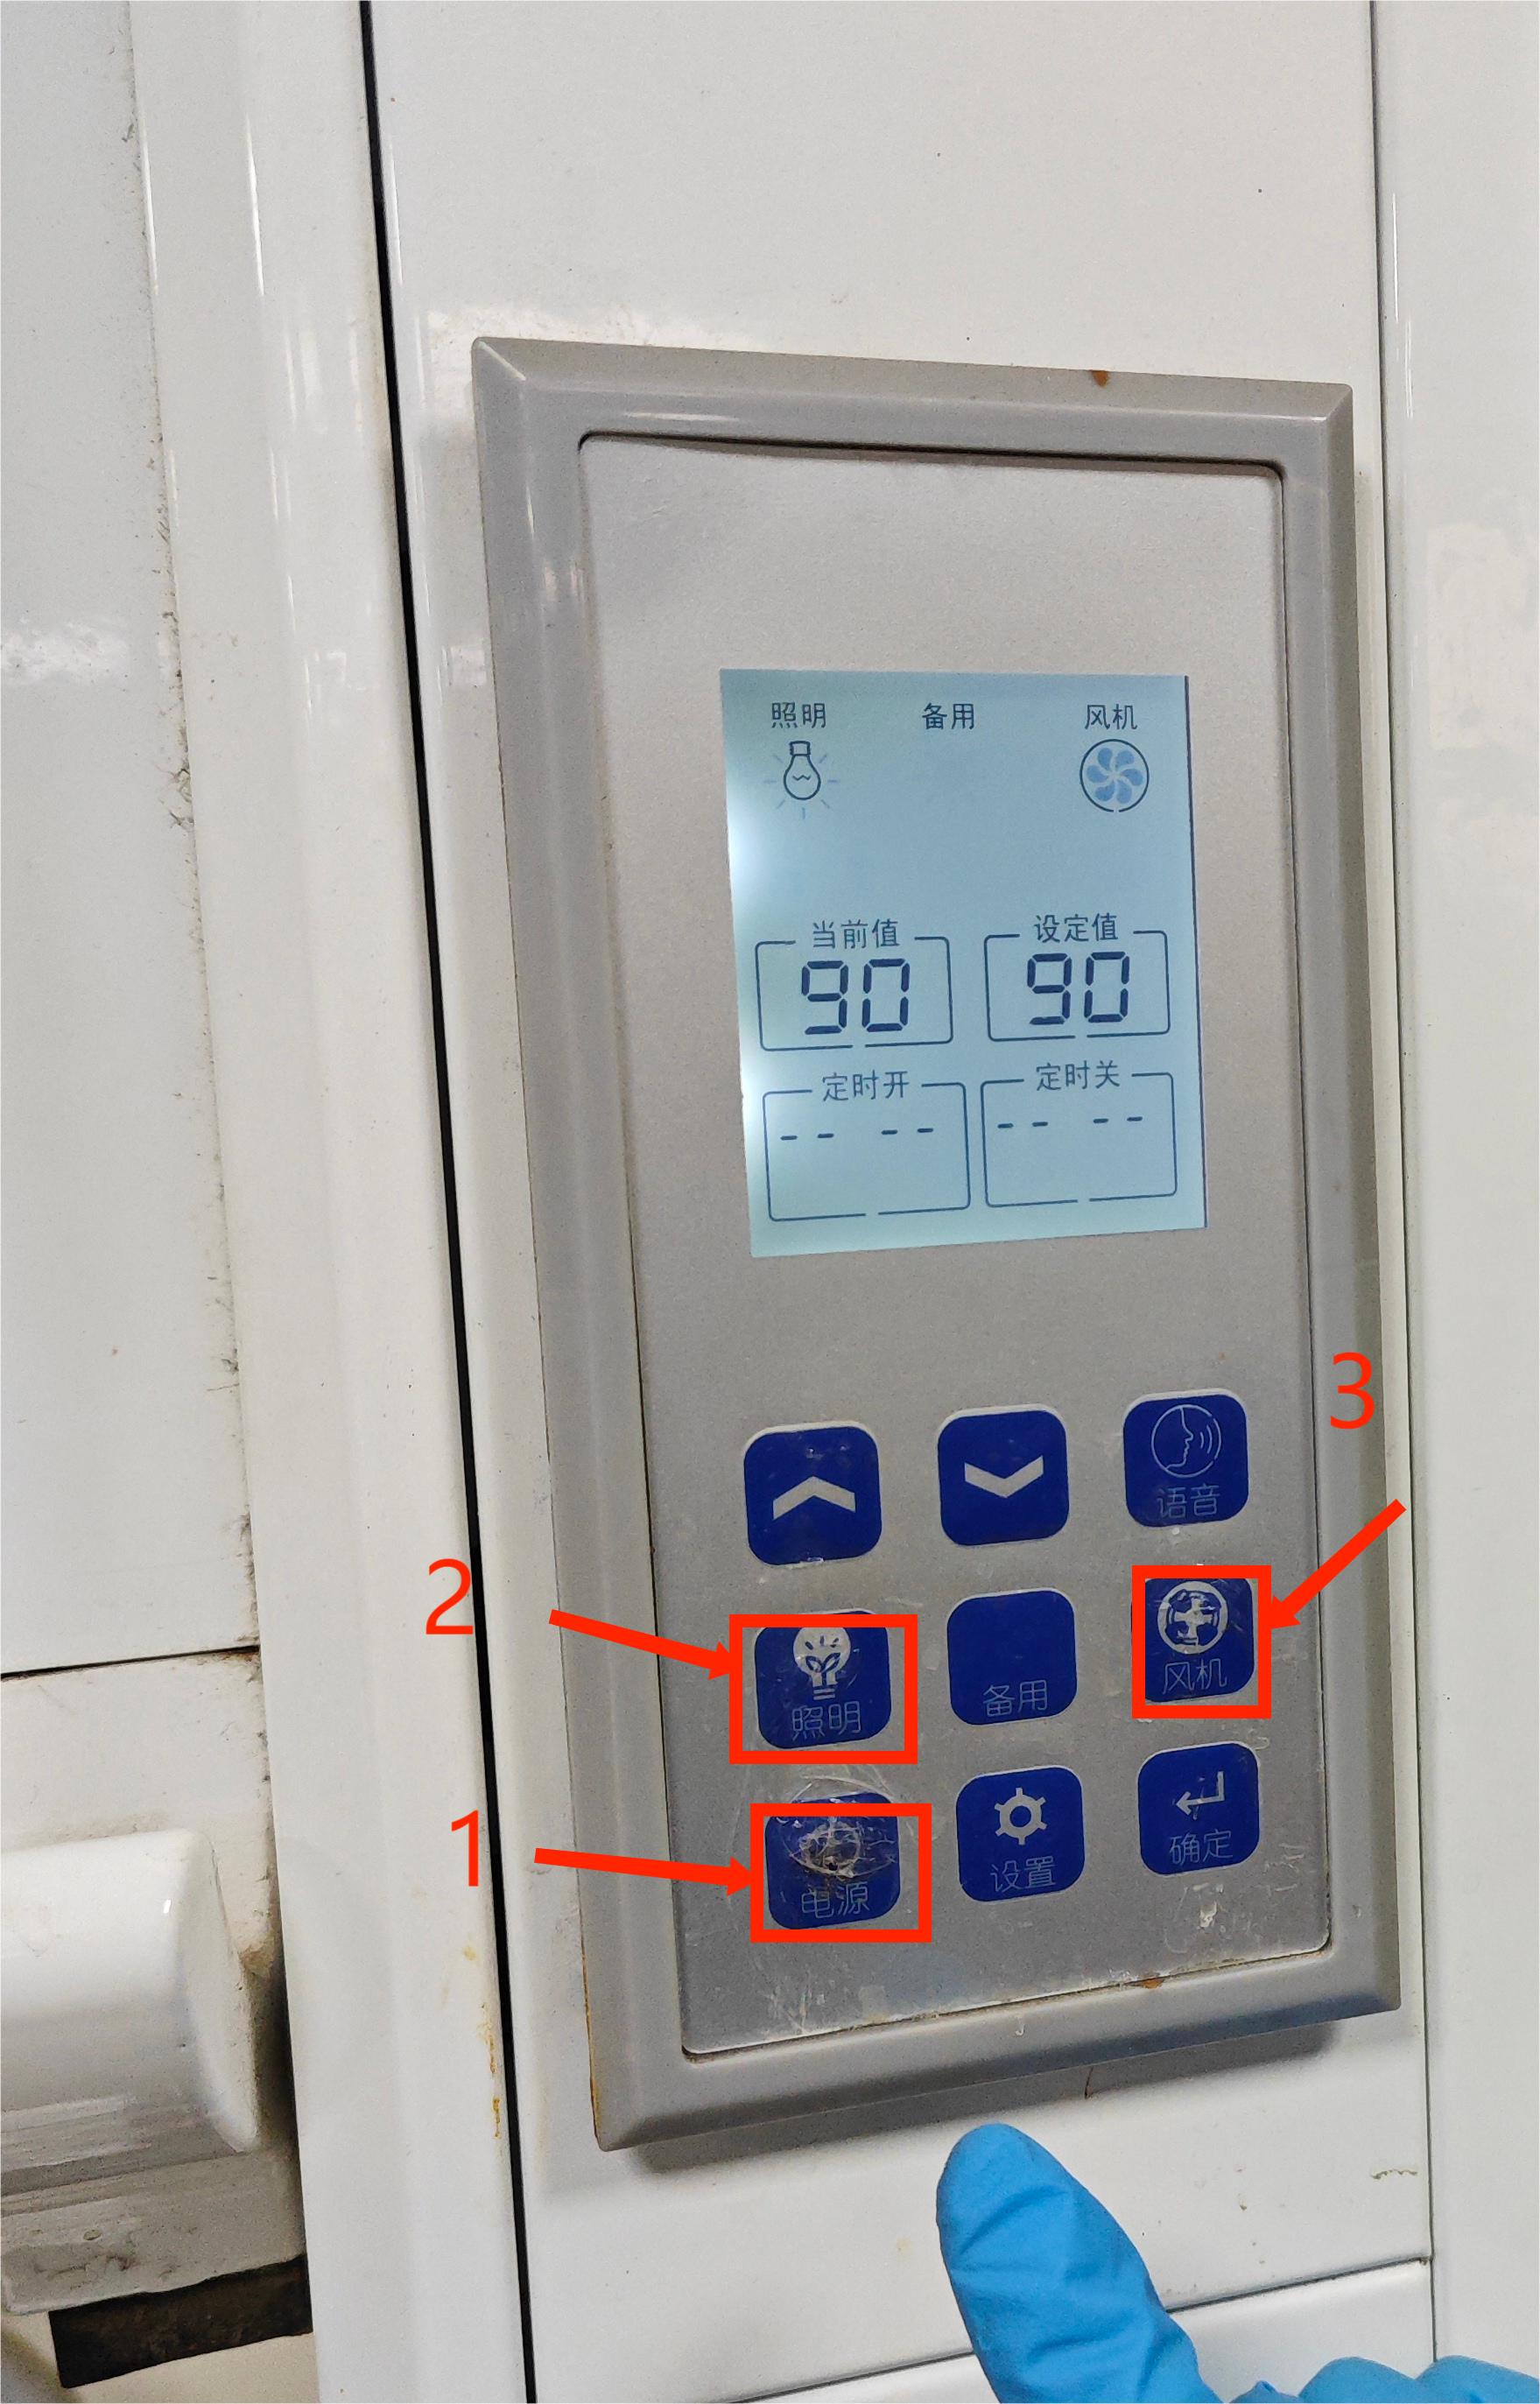 照明 备用 风机
当前值 设定值
90 90
定时开 定时关
-- -- -- --
3
语音
2
照明 备用 风机
1
电源 设置 确定